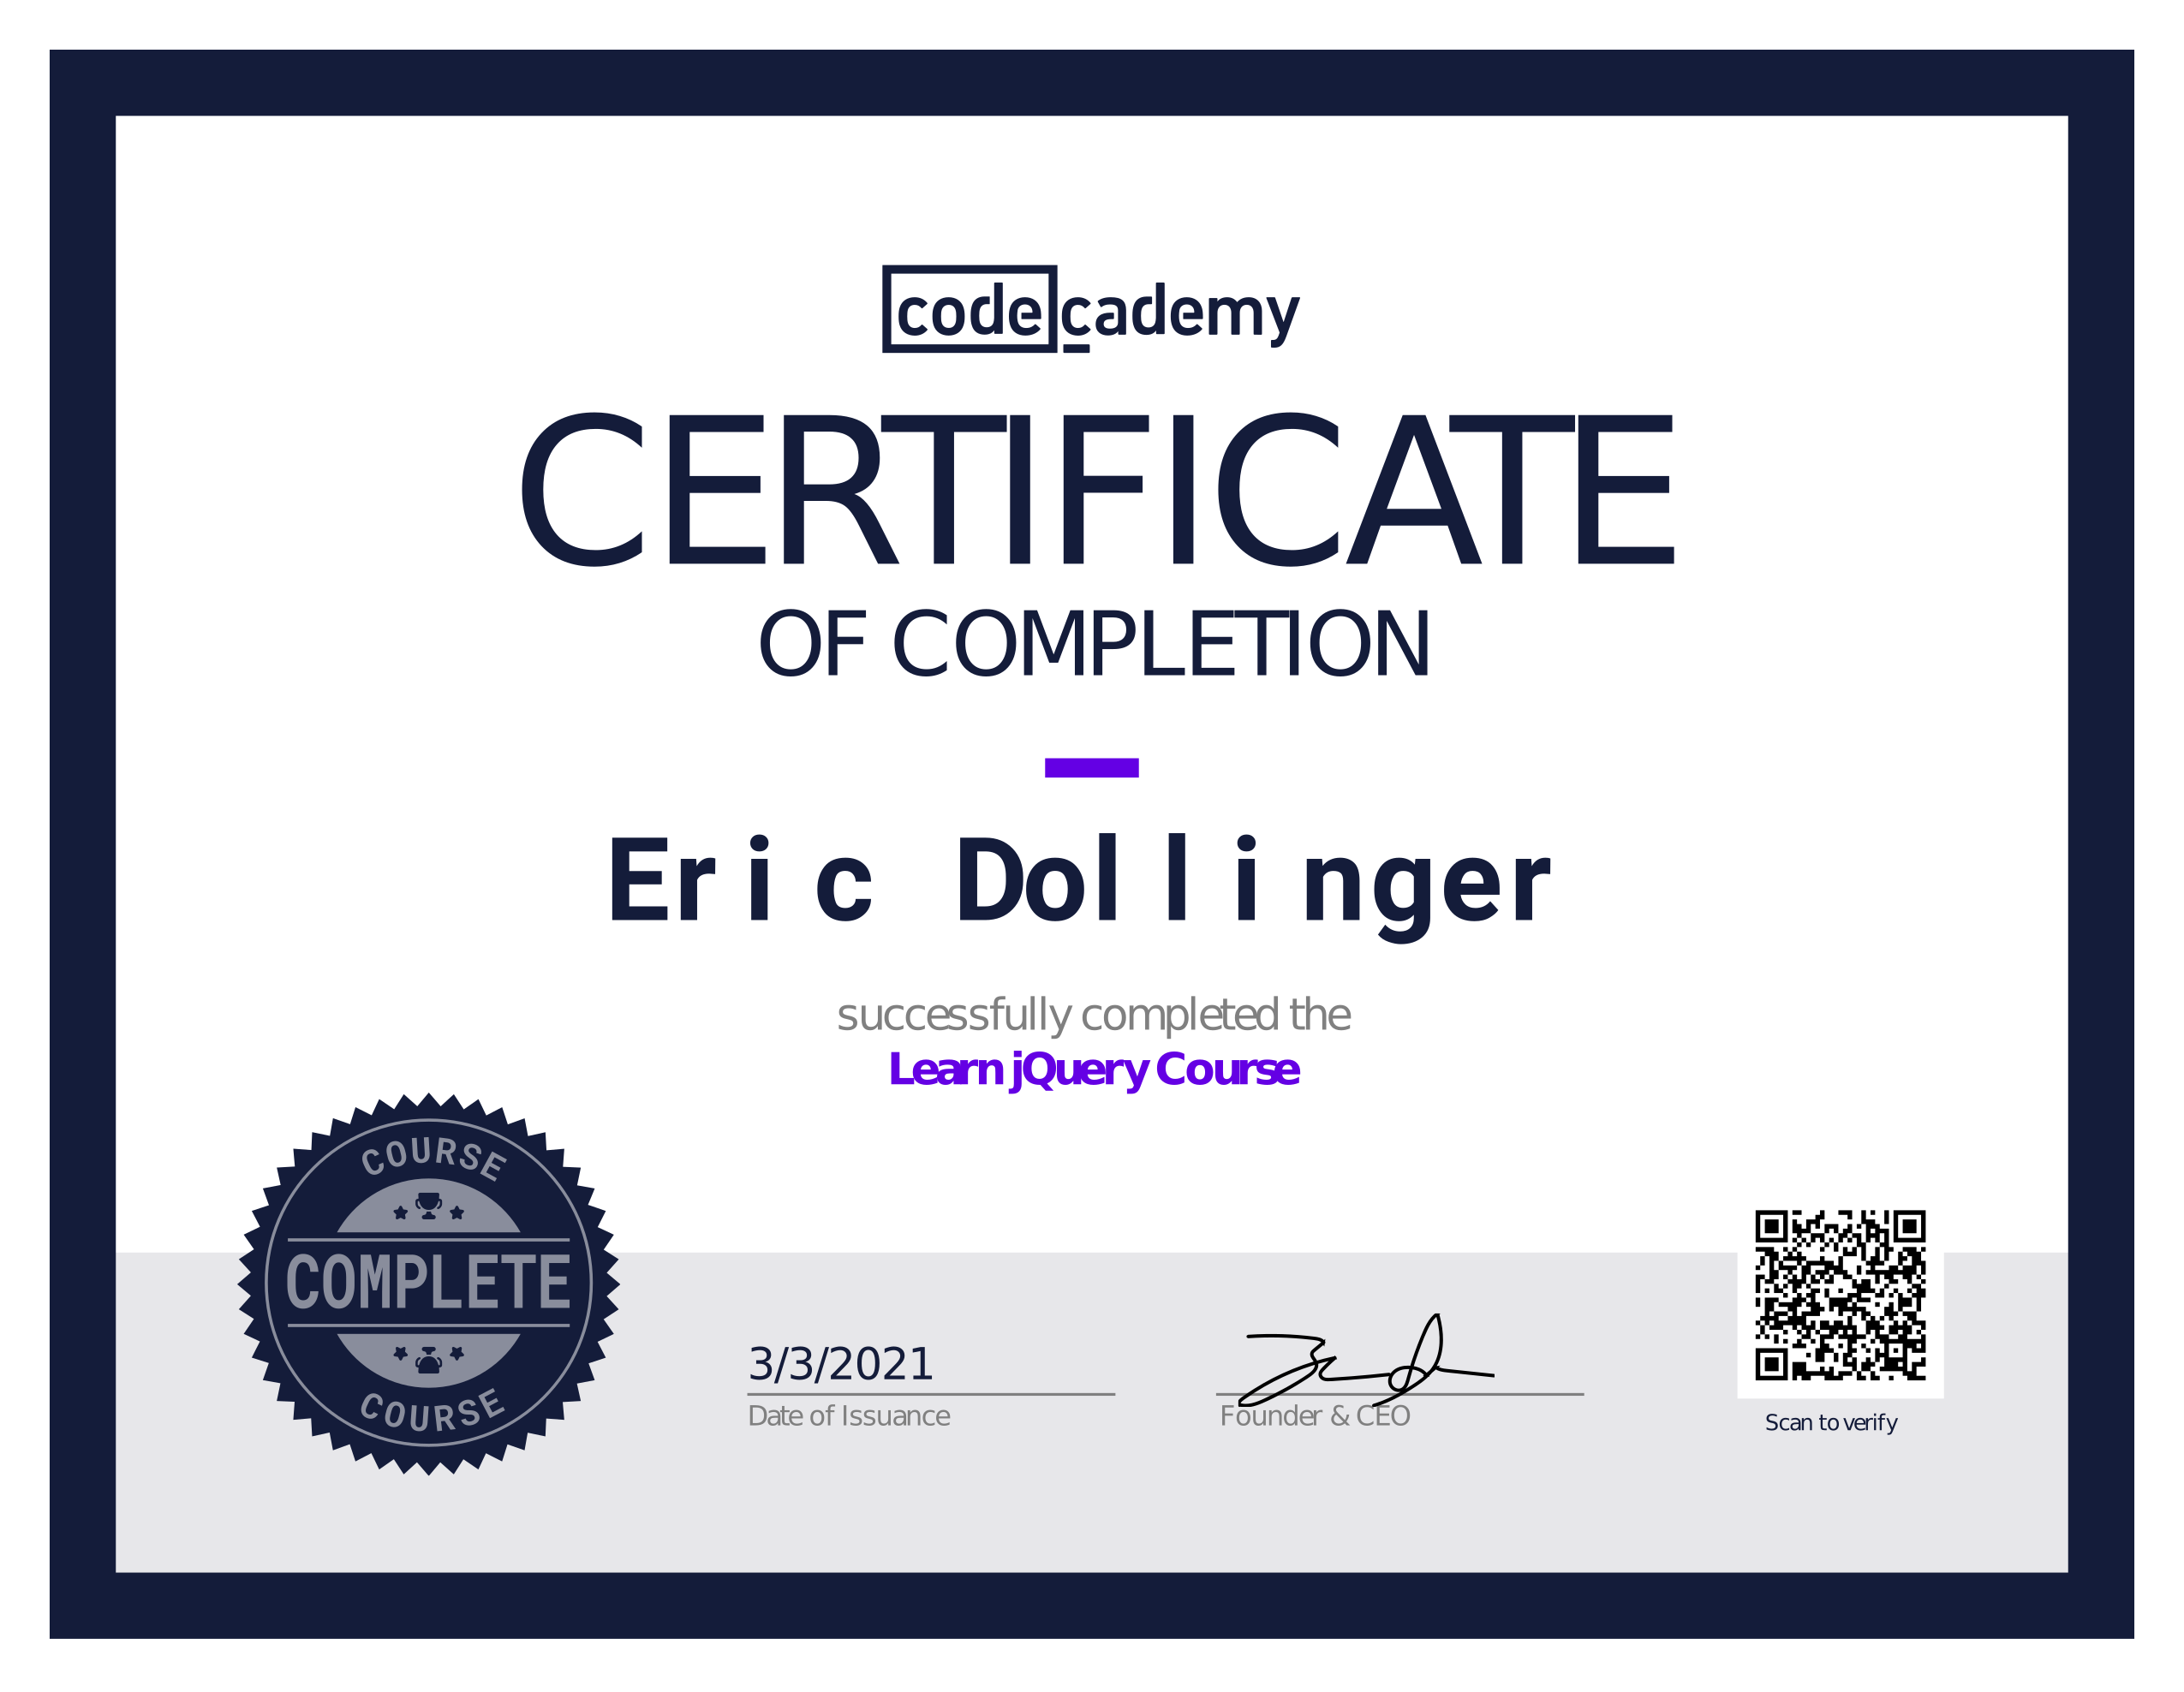 codecademy
CERTIFICATE
OF COMPLETION
Eric Dollinger
successfully completed the
Learn jQuery Course
COURSE
COMPLETE
COURSE
3/3/2021
Date of Issuance
Founder & CEO
Scan to verify